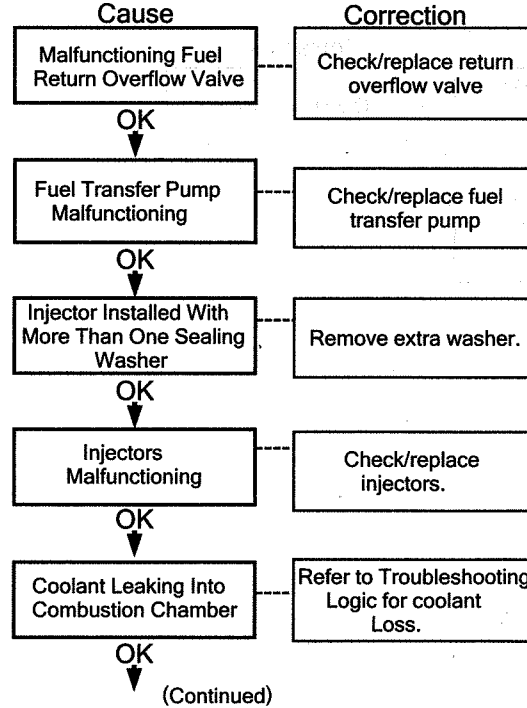 Cause
Correction
Malfunctioning Fuel
Return Overflow Valve
Check/replace return
overflow valve
OK
Fuel Transfer Pump
Malfunctioning
Check/replace fuel
transfer pump
OK
Injector Installed With
More Than One Sealing
Washer
Remove extra washer.
OK
Injectors
Malfunctioning
Check/replace
injectors.
OK
Coolant Leaking Into
Combustion Chamber
Refer to Troubleshooting
Logic for coolant
Loss.
OK
(Continued)